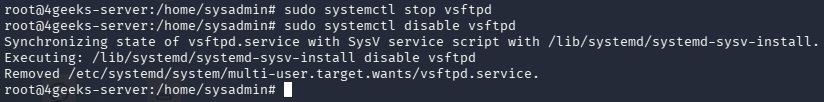 root@4geeks-server:/home/sysadmin# sudo systemctl stop vsftpd
root@4geeks-server:/home/sysadmin# sudo systemctl disable vsftpd
Synchronizing state of vsftpd.service with SysV service script with /lib/systemd/systemd-sysv-install.
Executing: /lib/systemd/systemd-sysv-install disable vsftpd
Removed /etc/systemd/system/multi-user.target.wants/vsftpd.service.
root@4geeks-server:/home/sysadmin#